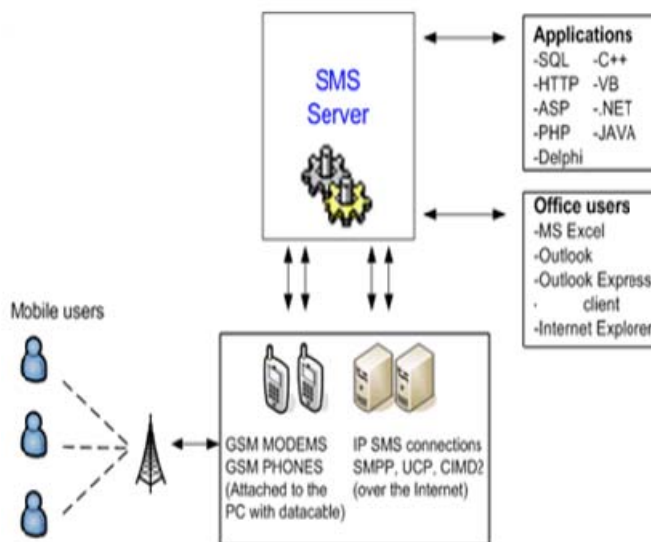 SMS
Server
Applications
-SQL -C++
-HTTP -VB
-ASP -.NET
-PHP -JAVA
-Delphi
Office users
-MS Excel
-Outlook
-Outlook Express
- client
-Internet Explorer
Mobile users
GSM MODEMS
GSM PHONES
(Attached to the
PC with datacable)
IP SMS connections
SMPP, UCP, CIMD2
(over the Internet)